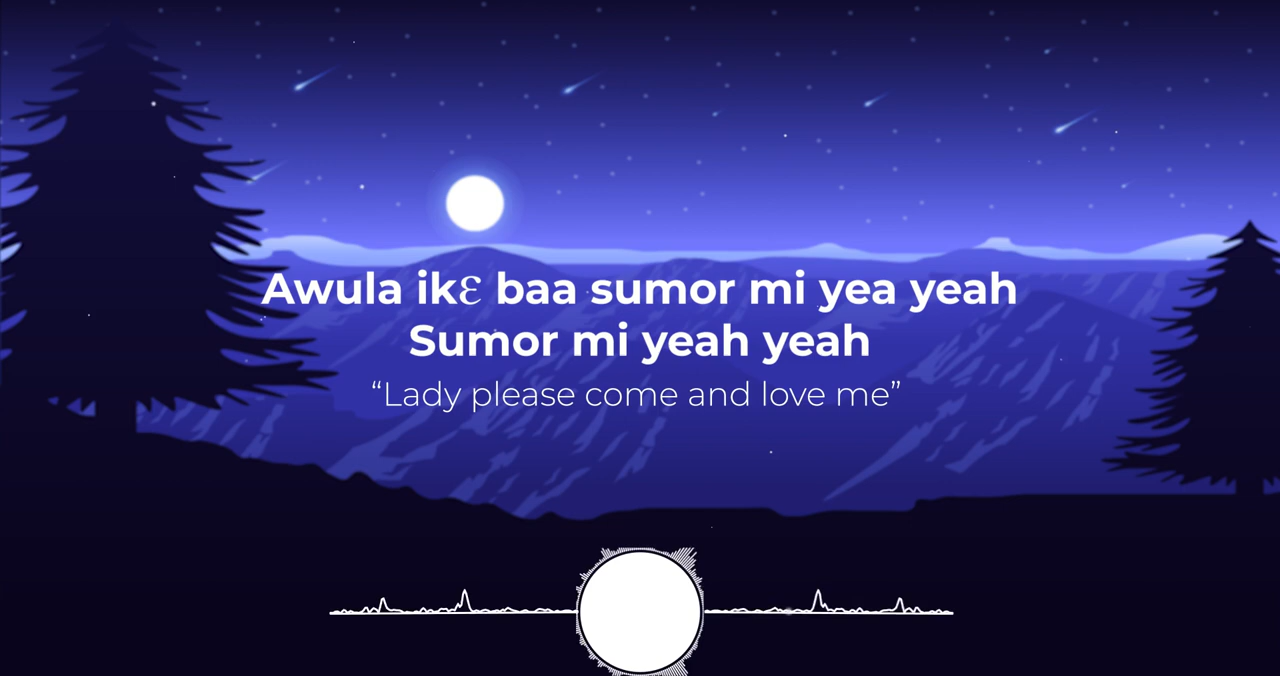 Awula ikɛ baa sumor mi yea yeah
Sumor mi yeah yeah
“Lady please come and love me”